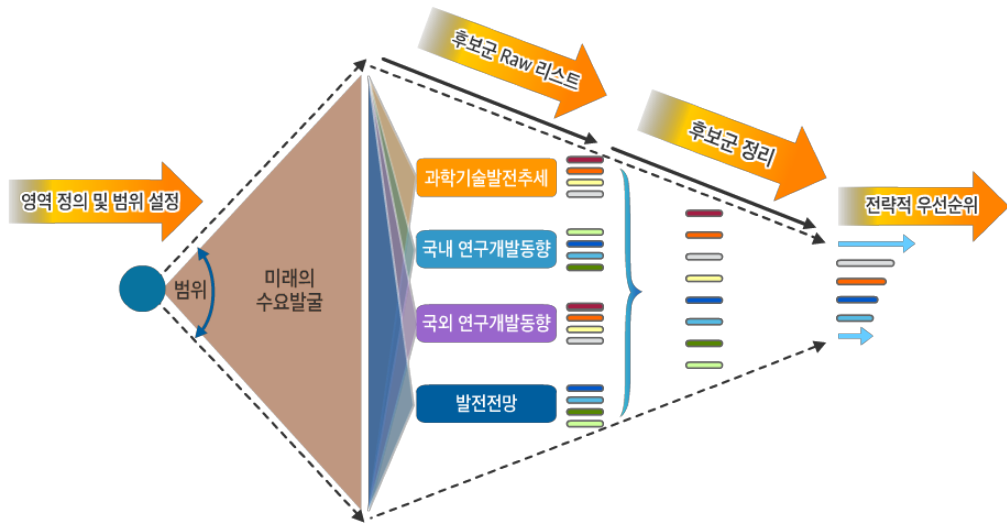 후보군 Raw 리스트
후보군 정리
영역 정의 및 범위 설정
전략적 우선순위
범위
미래의
수요발굴
과학기술발전추세
국내 연구개발동향
국외 연구개발동향
발전전망